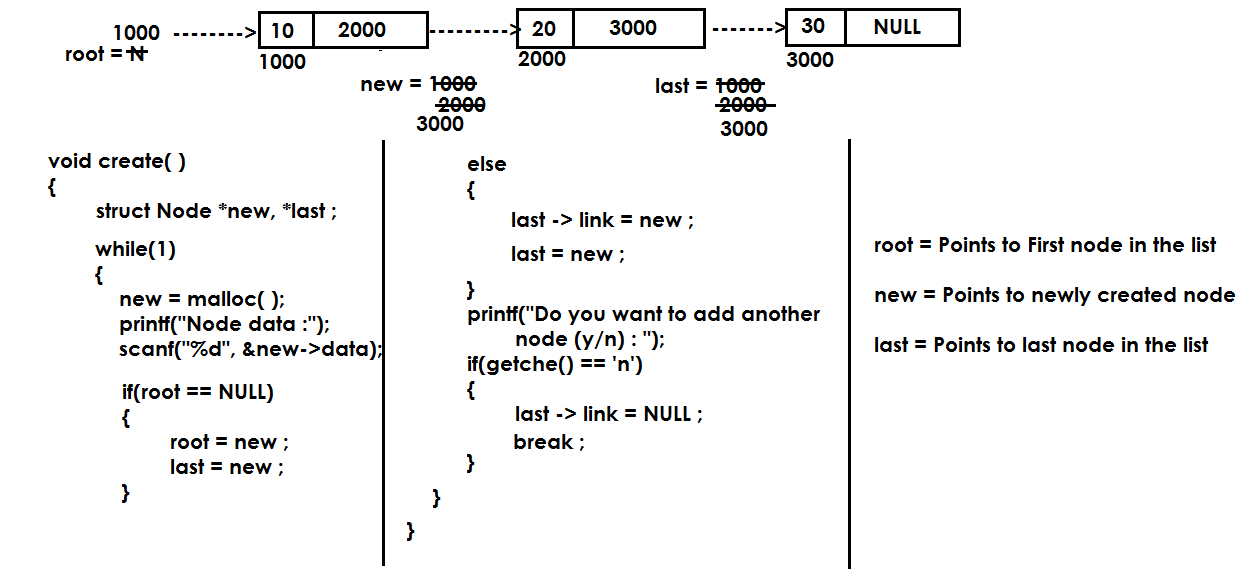 1000 --------> 10 2000 ---------> 20 3000 -------> 30 NULL
root = N
1000 2000 3000
new = 1000
2000
3000
last = 1000
2000
3000
void create( )
{
struct Node *new, *last ;
while(1)
{
new = malloc( );
printf("Node data :");
scanf("%d", &new->data);
if(root == NULL)
{
root = new ;
last = new ;
}
else
{
last -> link = new ;
last = new ;
}
printf("Do you want to add another
node (y/n) : ");
if(getche() == 'n')
{
last -> link = NULL ;
break ;
}
}
}
root = Points to First node in the list
new = Points to newly created node
last = Points to last node in the list